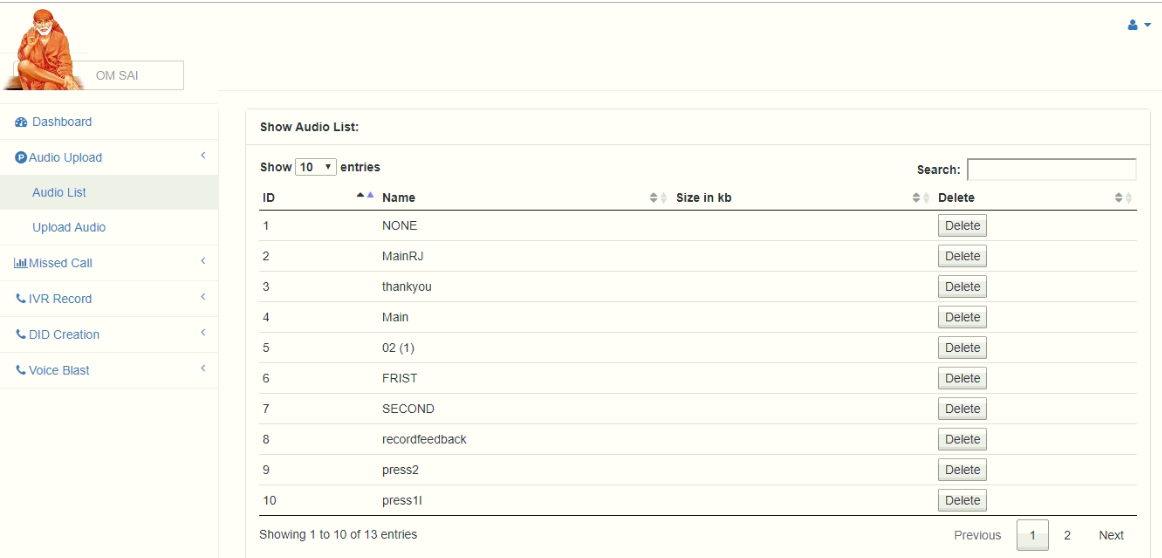 OM SAI
Dashboard
Audio Upload
Audio List
Upload Audio
Missed Call
IVR Record
DID Creation
Voice Blast
Show Audio List:
Show 10 entries
Search:
ID Name Size in kb Delete
1 NONE Delete
2 MainRJ Delete
3 thankyou Delete
4 Main Delete
5 02 (1) Delete
6 FRIST Delete
7 SECOND Delete
8 recordfeedback Delete
9 press2 Delete
10 press1I Delete
Showing 1 to 10 of 13 entries
Previous 1 2 Next